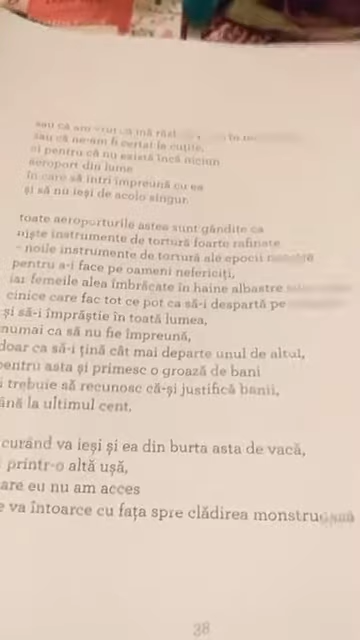 sau că am vrut să mă răsf
sau că ne-am fi certat la cuțite,
ci pentru că nu există încă niciun
aeroport din lume
în care să intri împreună cu ea
și să nu ieși de acolo singur.
toate aeroporturile astea sunt gândite ca
niște instrumente de tortură foarte rafinate
– noile instrumente de tortură ale epocii
pentru a-i face pe oameni nefericiți,
iar femeile alea îmbrăcate în haine albastre
cinice care fac tot ce pot ca să-i despartă pe
și să-i împrăștie în toată lumea,
numai ca să nu fie împreună,
doar ca să-i țină cât mai departe unul de altul,
pentru asta și primesc o groază de bani
i trebuie să recunosc că-și justifică banii,
ână la ultimul cent.
curând va ieși și ea din burta asta de vacă,
printr-o altă ușă,
are eu nu am acces
e va întoarce cu fața spre clădirea monstruoasă
38